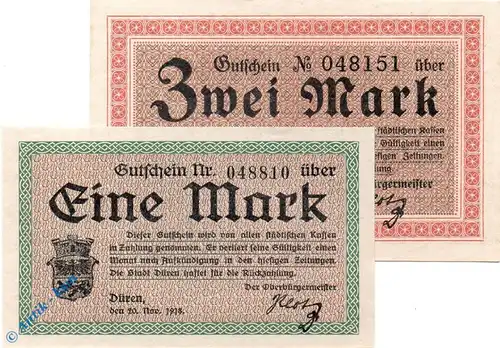 Gutschein № 048151 über
Zwei Mark
städtischen Kassen
Gültigkeit einen
hiesigen Zeitungen.
Gutschein Nr. 048810 über
Eine Mark
Dieser Gutschein wird von allen städtischen Kassen
in Zahlung genommen. Er verliert seine Gültigkeit einen
Monat nach Aufkündigung in den hiesigen Zeitungen.
Die Stadt Düren haftet für die Rückzahlung.
Der Oberbürgermeister
Düren,
den 20. Nov. 1918.